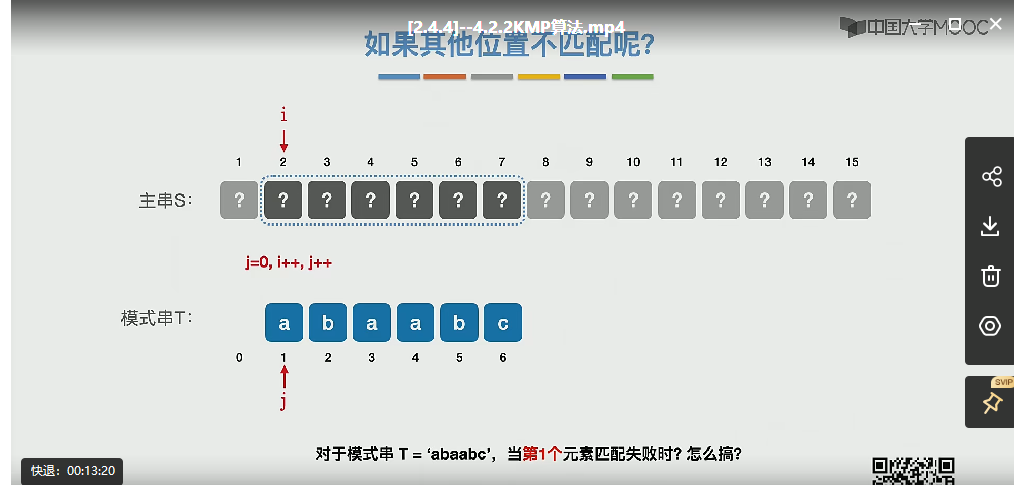 [2.4.4]--4.2.2KMP算法.mp4
中国大学MOOC
如果其他位置不匹配呢?
i
1 2 3 4 5 6 7 8 9 10 11 12 13 14 15
主串S: ? ? ? ? ? ? ? ? ? ? ? ? ? ? ?
j=0, i++, j++
模式串T: a b a a b c
0 1 2 3 4 5 6
j
SVIP
对于模式串 T = ‘abaabc’，当第1个元素匹配失败时? 怎么搞?
快退：00:13:20